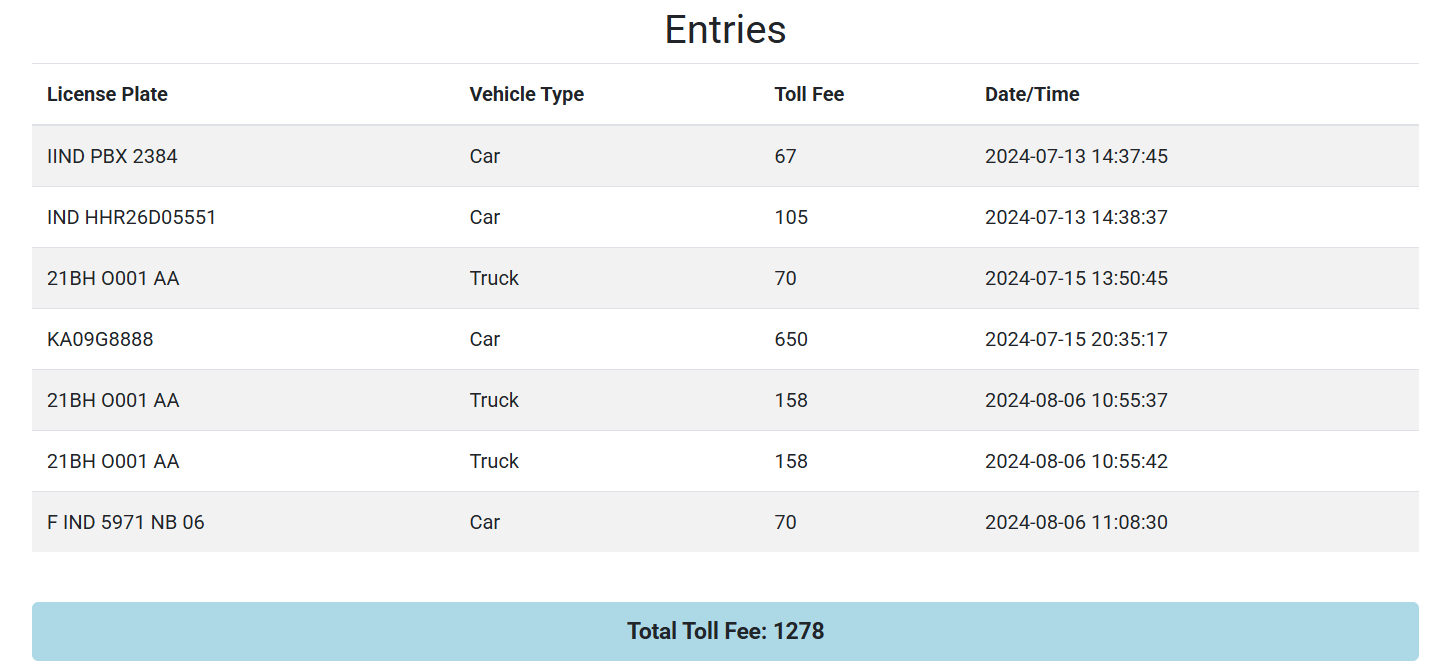 Entries
License Plate Vehicle Type Toll Fee Date/Time
IIND PBX 2384 Car 67 2024-07-13 14:37:45
IND HHR26D05551 Car 105 2024-07-13 14:38:37
21BH O001 AA Truck 70 2024-07-15 13:50:45
KA09G8888 Car 650 2024-07-15 20:35:17
21BH O001 AA Truck 158 2024-08-06 10:55:37
21BH O001 AA Truck 158 2024-08-06 10:55:42
F IND 5971 NB 06 Car 70 2024-08-06 11:08:30
Total Toll Fee: 1278